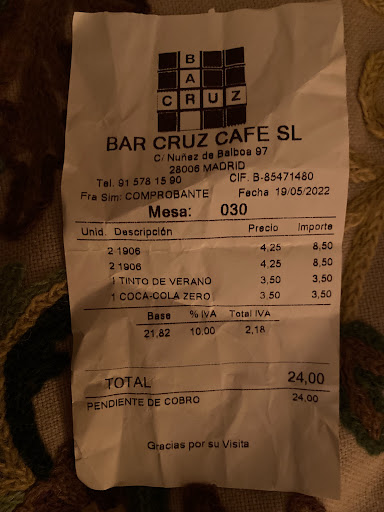 B
A
CRUZ
BAR CRUZ CAFE SL
C/ Nuñez de Balboa 97
28006 MADRID
Tel. 91 578 15 90 CIF. B-85471480
Fra Sim: COMPROBANTE Fecha 19/05/2022
Mesa: 030
Unid. Descripción Precio Importe
2 1906 4,25 8,50
2 1906 4,25 8,50
1 TINTO DE VERANO 3,50 3,50
1 COCA-COLA ZERO 3,50 3,50
Base % IVA Total IVA
21,82 10,00 2,18
TOTAL 24,00
PENDIENTE DE COBRO 24,00
Gracias por su Visita